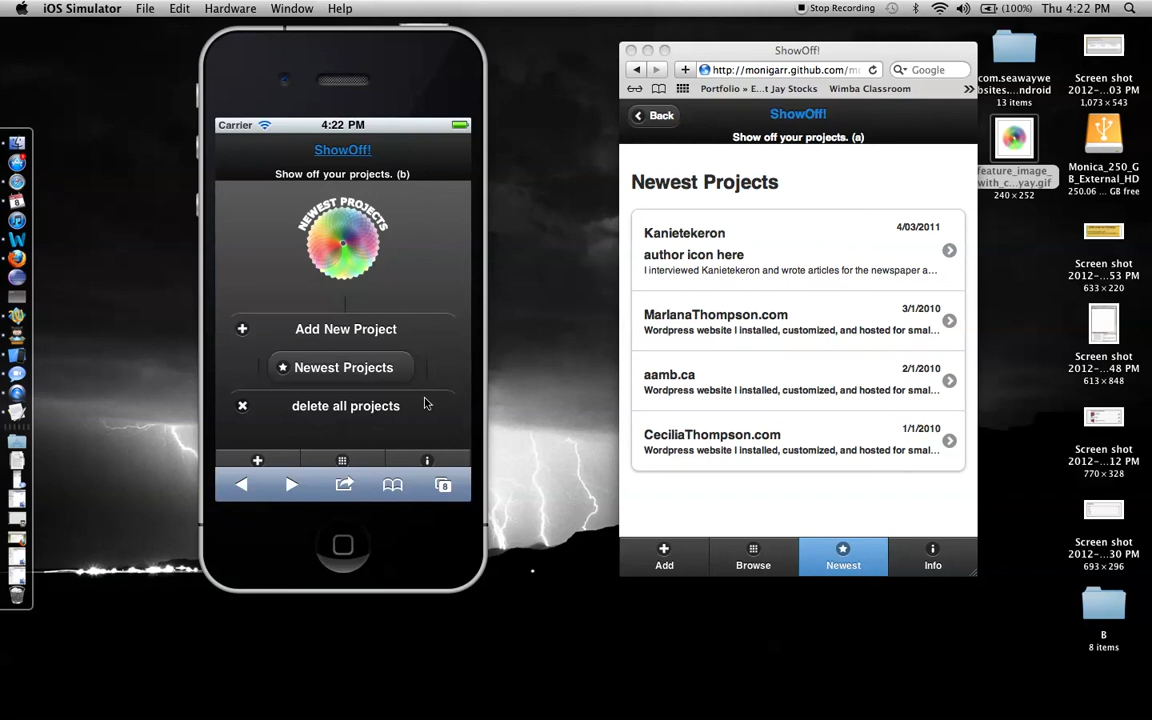 iOS Simulator File Edit Hardware Window Help
Stop Recording (100%) Thu 4:22 PM
Carrier 4:22 PM
ShowOff!
Show off your projects. (b)
NEWEST PROJECTS
Add New Project
Newest Projects
delete all projects
8
ShowOff!
http://monigarr.github.com/m
Google
Portfolio » E...t Jay Stocks Wimba Classroom
Back
ShowOff!
Show off your projects. (a)
Newest Projects
Kanietekeron 4/03/2011
author icon here
I interviewed Kanietekeron and wrote articles for the newspaper a...
MarlanaThompson.com 3/1/2010
Wordpress website I installed, customized, and hosted for smal...
aamb.ca 2/1/2010
Wordpress website I installed, customized, and hosted for smal...
CeciliaThompson.com 1/1/2010
Wordpress website I installed, customized, and hosted for smal...
Add Browse Newest Info
com.seawaywe
bsites....ndroid
13 items
feature_image_
with_c...yay.gif
240 × 252
Screen shot
2012-...03 PM
1,073 × 543
Monica_250_G
B_External_HD
250.06 ... GB free
Screen shot
2012-...53 PM
633 × 220
Screen shot
2012-...48 PM
613 × 848
Screen shot
2012-...12 PM
770 × 328
Screen shot
2012-...30 PM
693 × 296
B
8 items